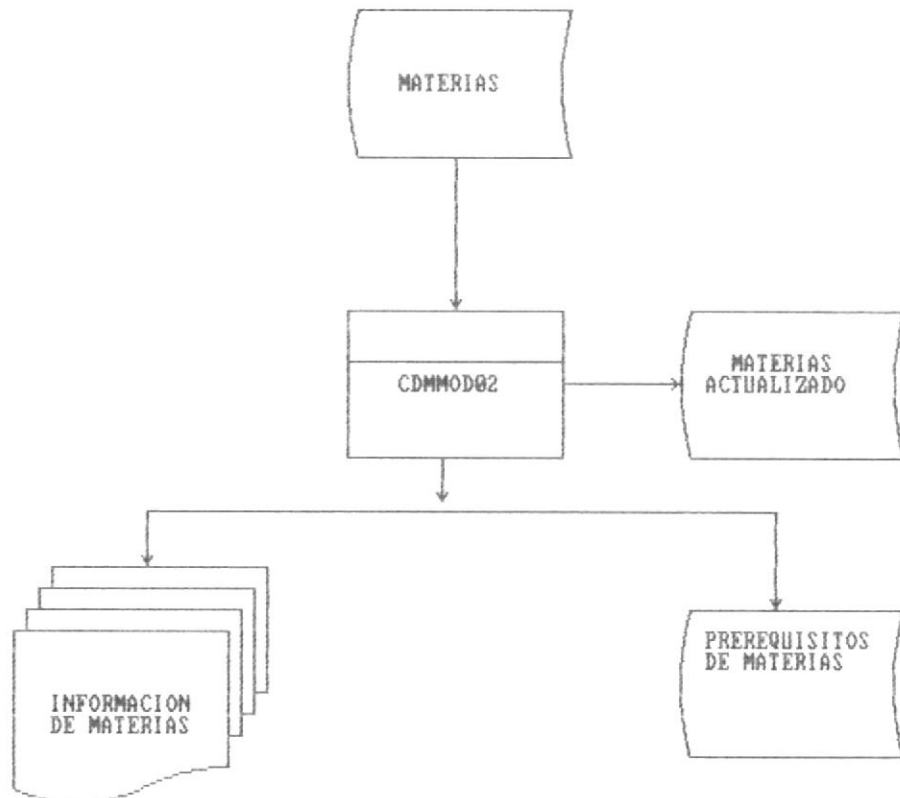 MATERIAS
CDMMOD02
MATERIAS
ACTUALIZADO
PREREQUISITOS
DE MATERIAS
INFORMACION
DE MATERIAS